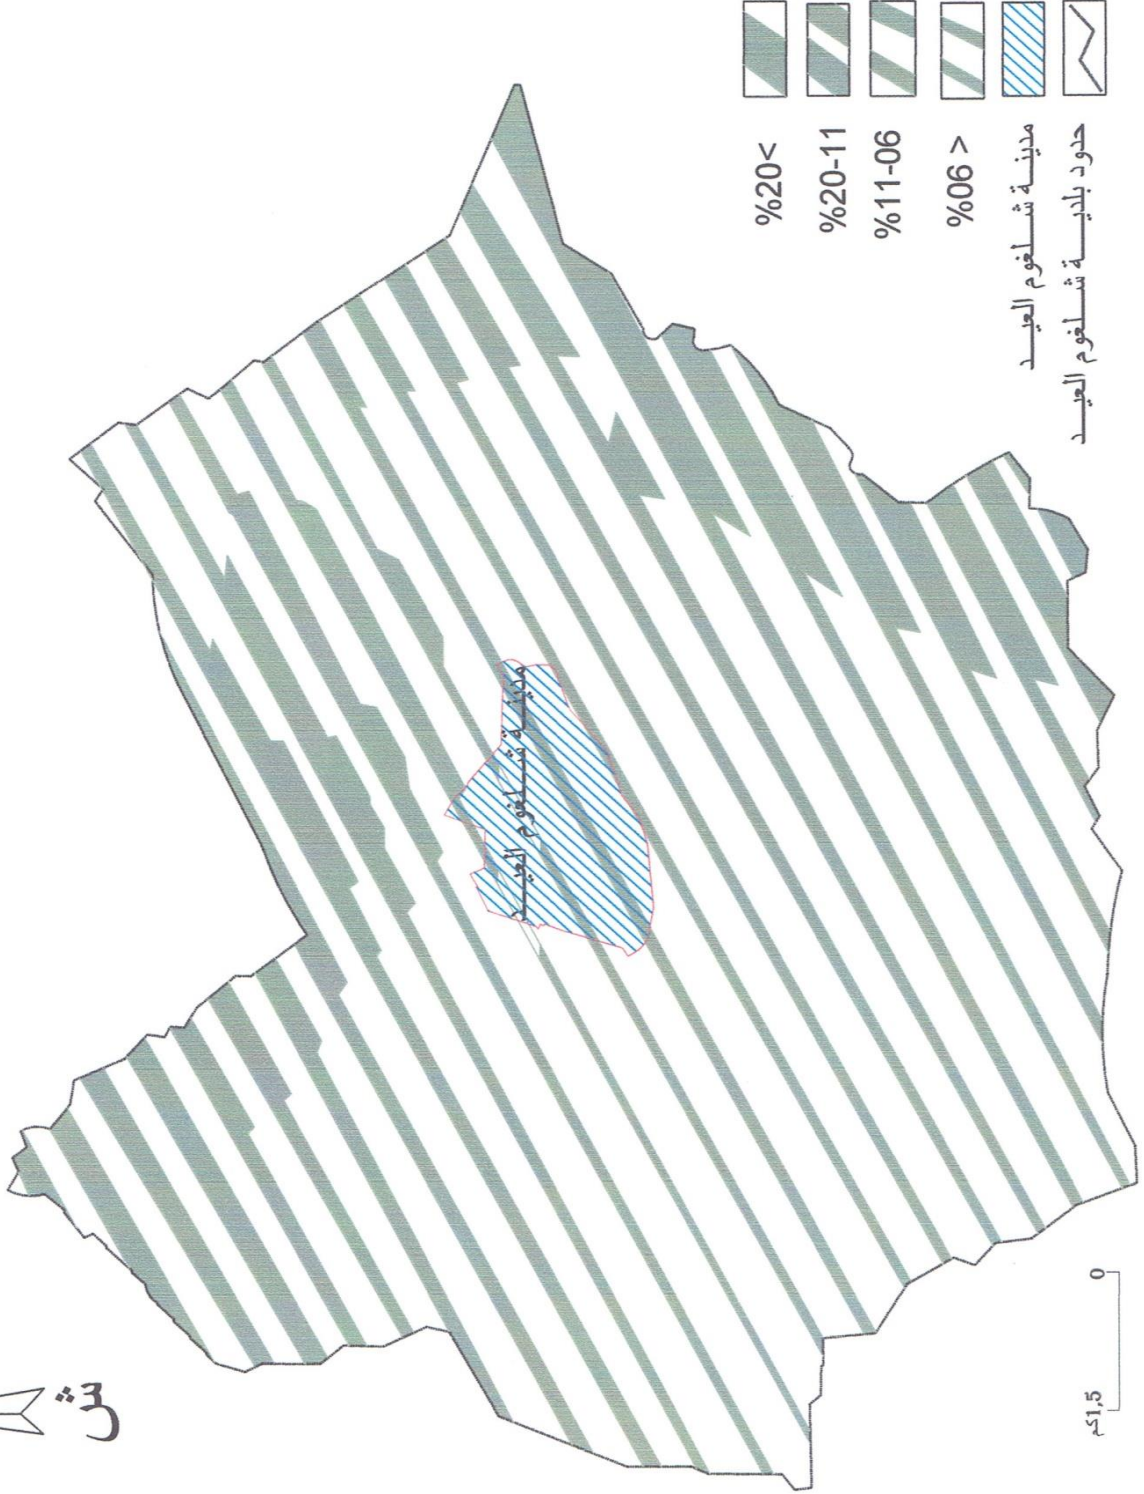 حدود بلدية شلغوم العيد
مدينة شلغوم العيد
%06 >
%11-06
%20-11
%20<
مدينة شلغوم العيد
0
1,5كم
ش